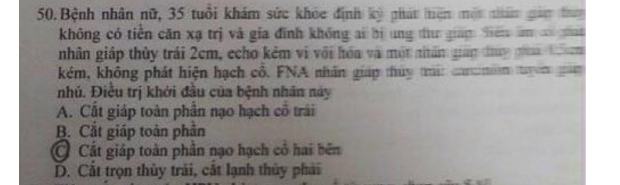 50. Bệnh nhân nữ, 35 tuổi khám sức khỏe định kỳ phát hiện một nhân giáp
không có tiền căn xạ trị và gia đình không ai bị ung thư giáp. Siêu âm có
nhân giáp thùy trái 2cm, echo kém vi vôi hóa và một nhân giáp thùy phải 1.5cm
kém, không phát hiện hạch cổ. FNA nhân giáp thùy trái: carcinôm tuyến giáp
nhú. Điều trị khởi đầu của bệnh nhân này
A. Cắt giáp toàn phần nạo hạch cổ trái
B. Cắt giáp toàn phần
C Cắt giáp toàn phần nạo hạch cổ hai bên
D. Cắt trọn thùy trái, cắt lạnh thùy phải